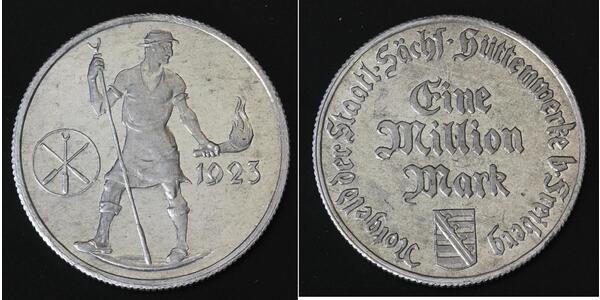 1923
Notgeld der Staatl. Sächs. Hüttenwerke b. Freiberg
Eine
Million
Mark